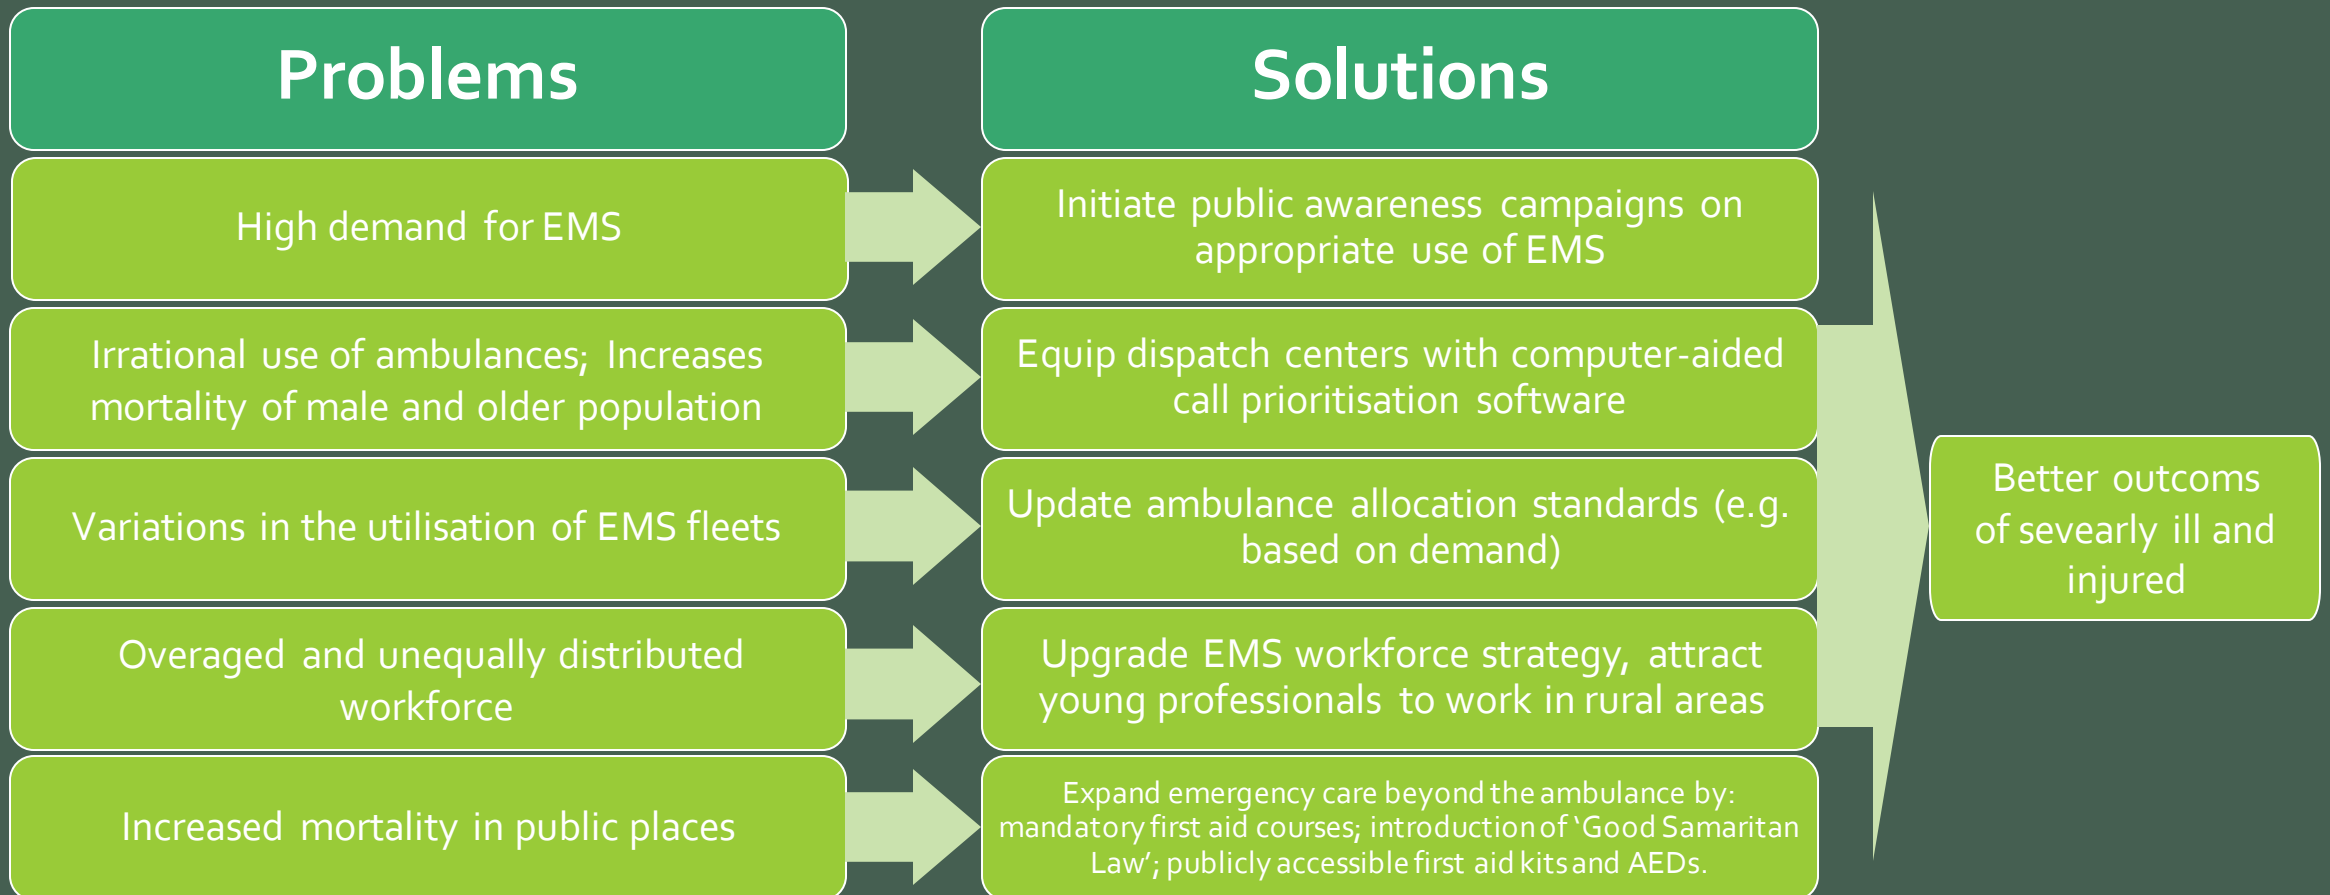 Problems
Solutions
High demand for EMS
Initiate public awareness campaigns on
appropriate use of EMS
Irrational use of ambulances; Increases
mortality of male and older population
Equip dispatch centers with computer-aided
call prioritisation software
Variations in the utilisation of EMS fleets
Update ambulance allocation standards (e.g.
based on demand)
Overaged and unequally distributed
workforce
Upgrade EMS workforce strategy, attract
young professionals to work in rural areas
Increased mortality in public places
Expand emergency care beyond the ambulance by:
mandatory first aid courses; introduction of ‘Good Samaritan
Law’; publicly accessible first aid kits and AEDs.
Better outcoms
of sevearly ill and
injured